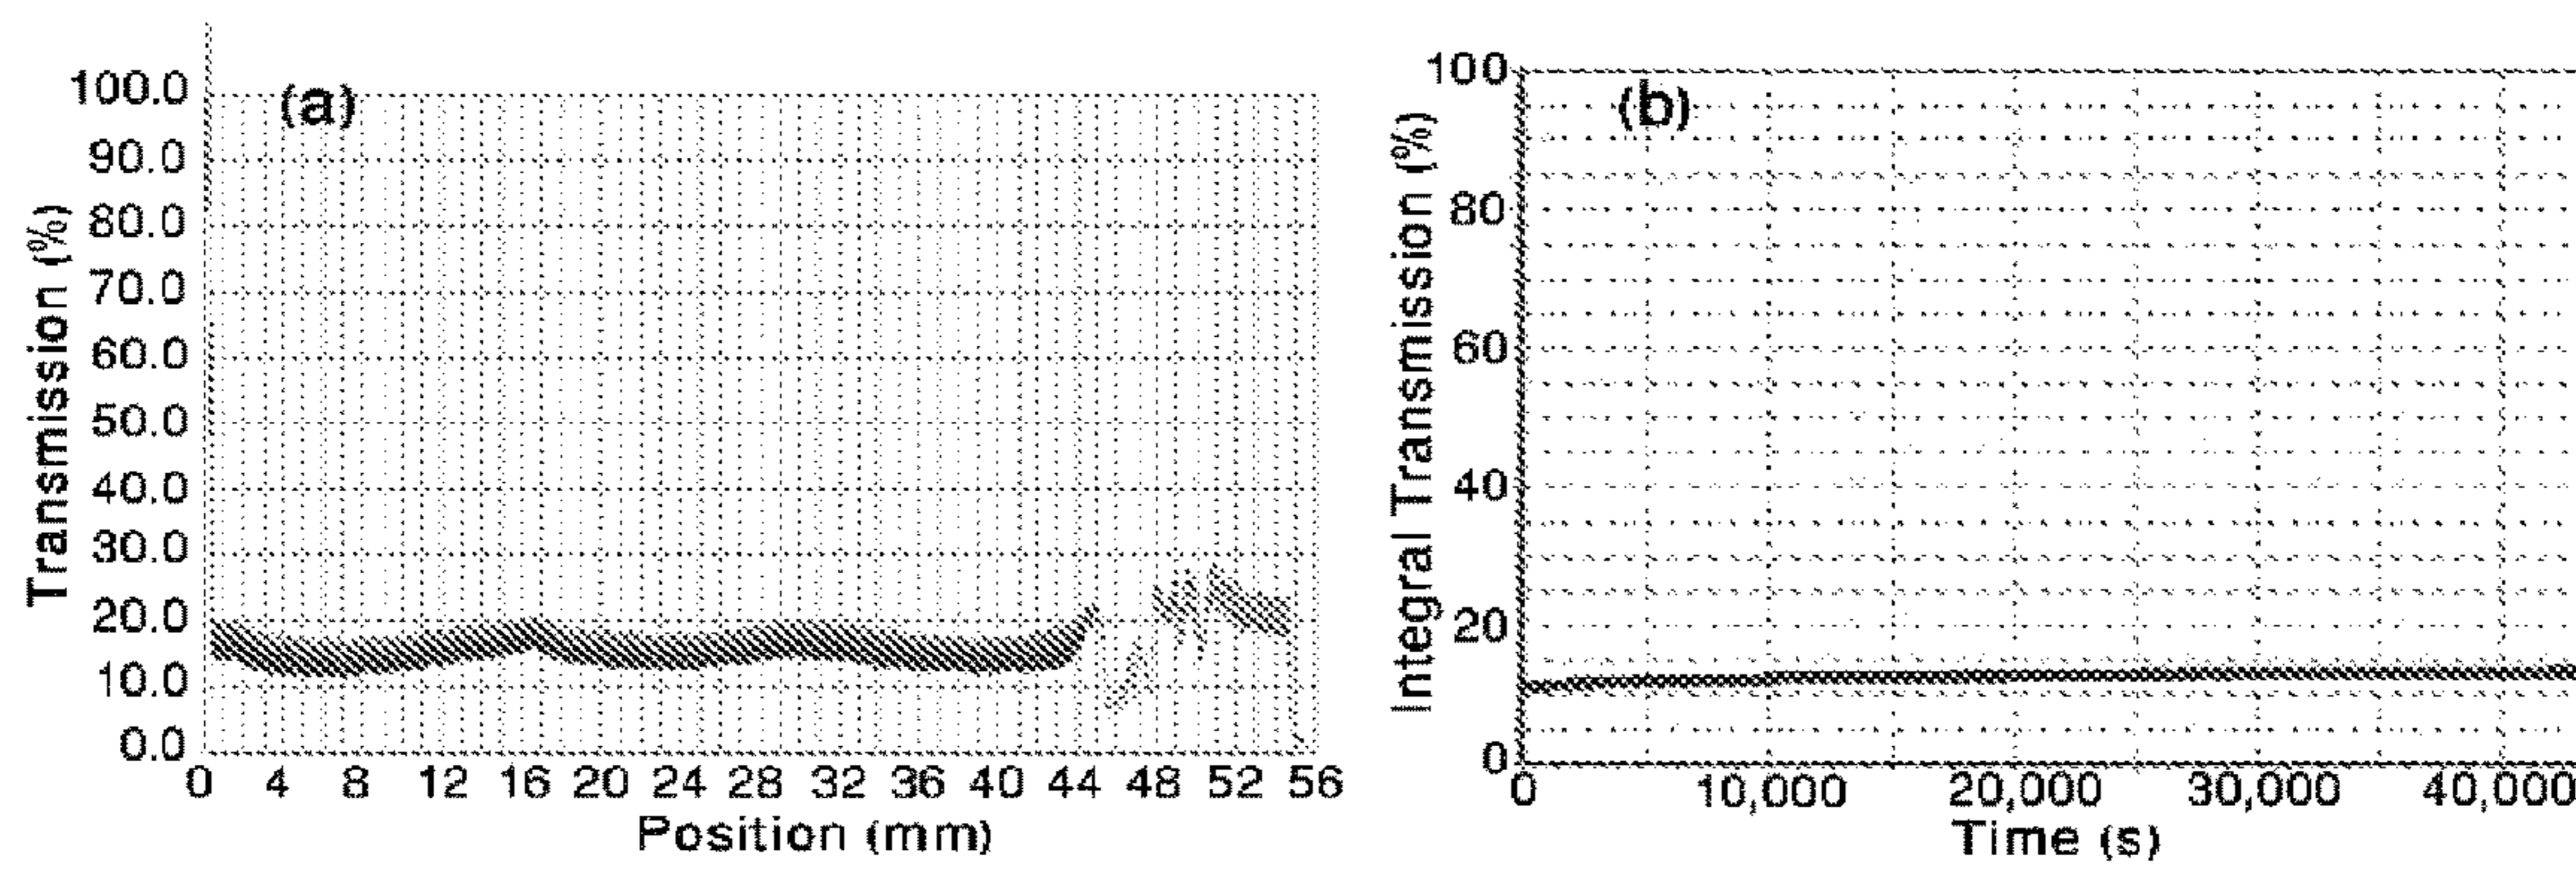 (a)
Transmission (%)
100.0
90.0
80.0
70.0
60.0
50.0
40.0
30.0
20.0
10.0
0.0
0 4 8 12 16 20 24 28 32 36 40 44 48 52 56
Position (mm)
(b)
Integral Transmission (%)
100
80
60
40
20
0
0 10,000 20,000 30,000 40,000
Time (s)